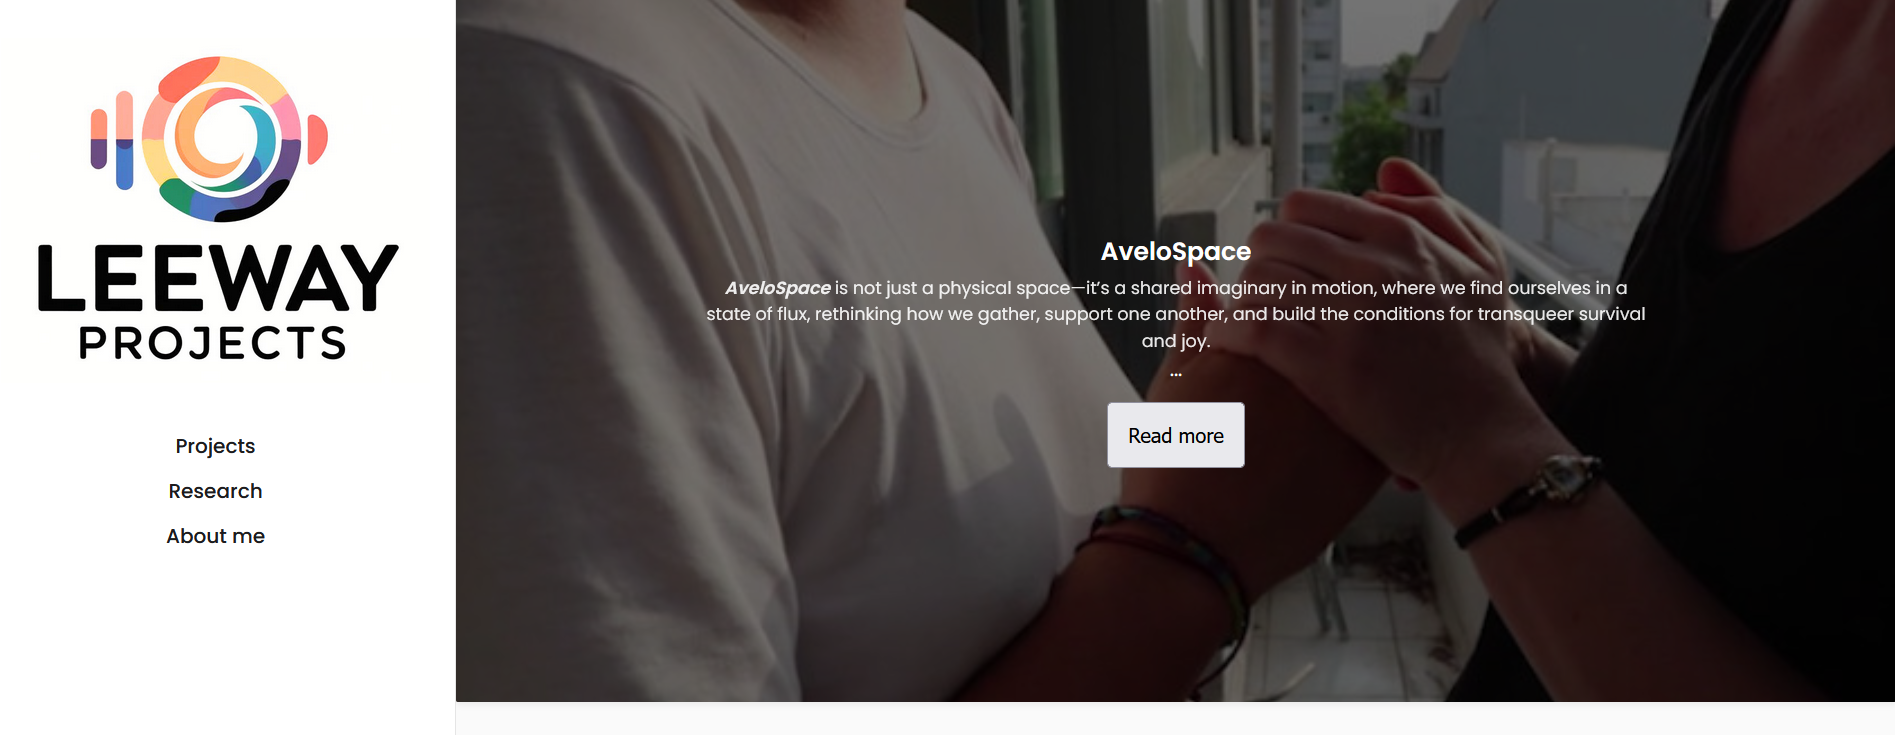 LEEWAY
PROJECTS
Projects
Research
About me
AveloSpace
AveloSpace is not just a physical space—it’s a shared imaginary in motion, where we find ourselves in a
state of flux, rethinking how we gather, support one another, and build the conditions for transqueer survival
and joy.
...
Read more